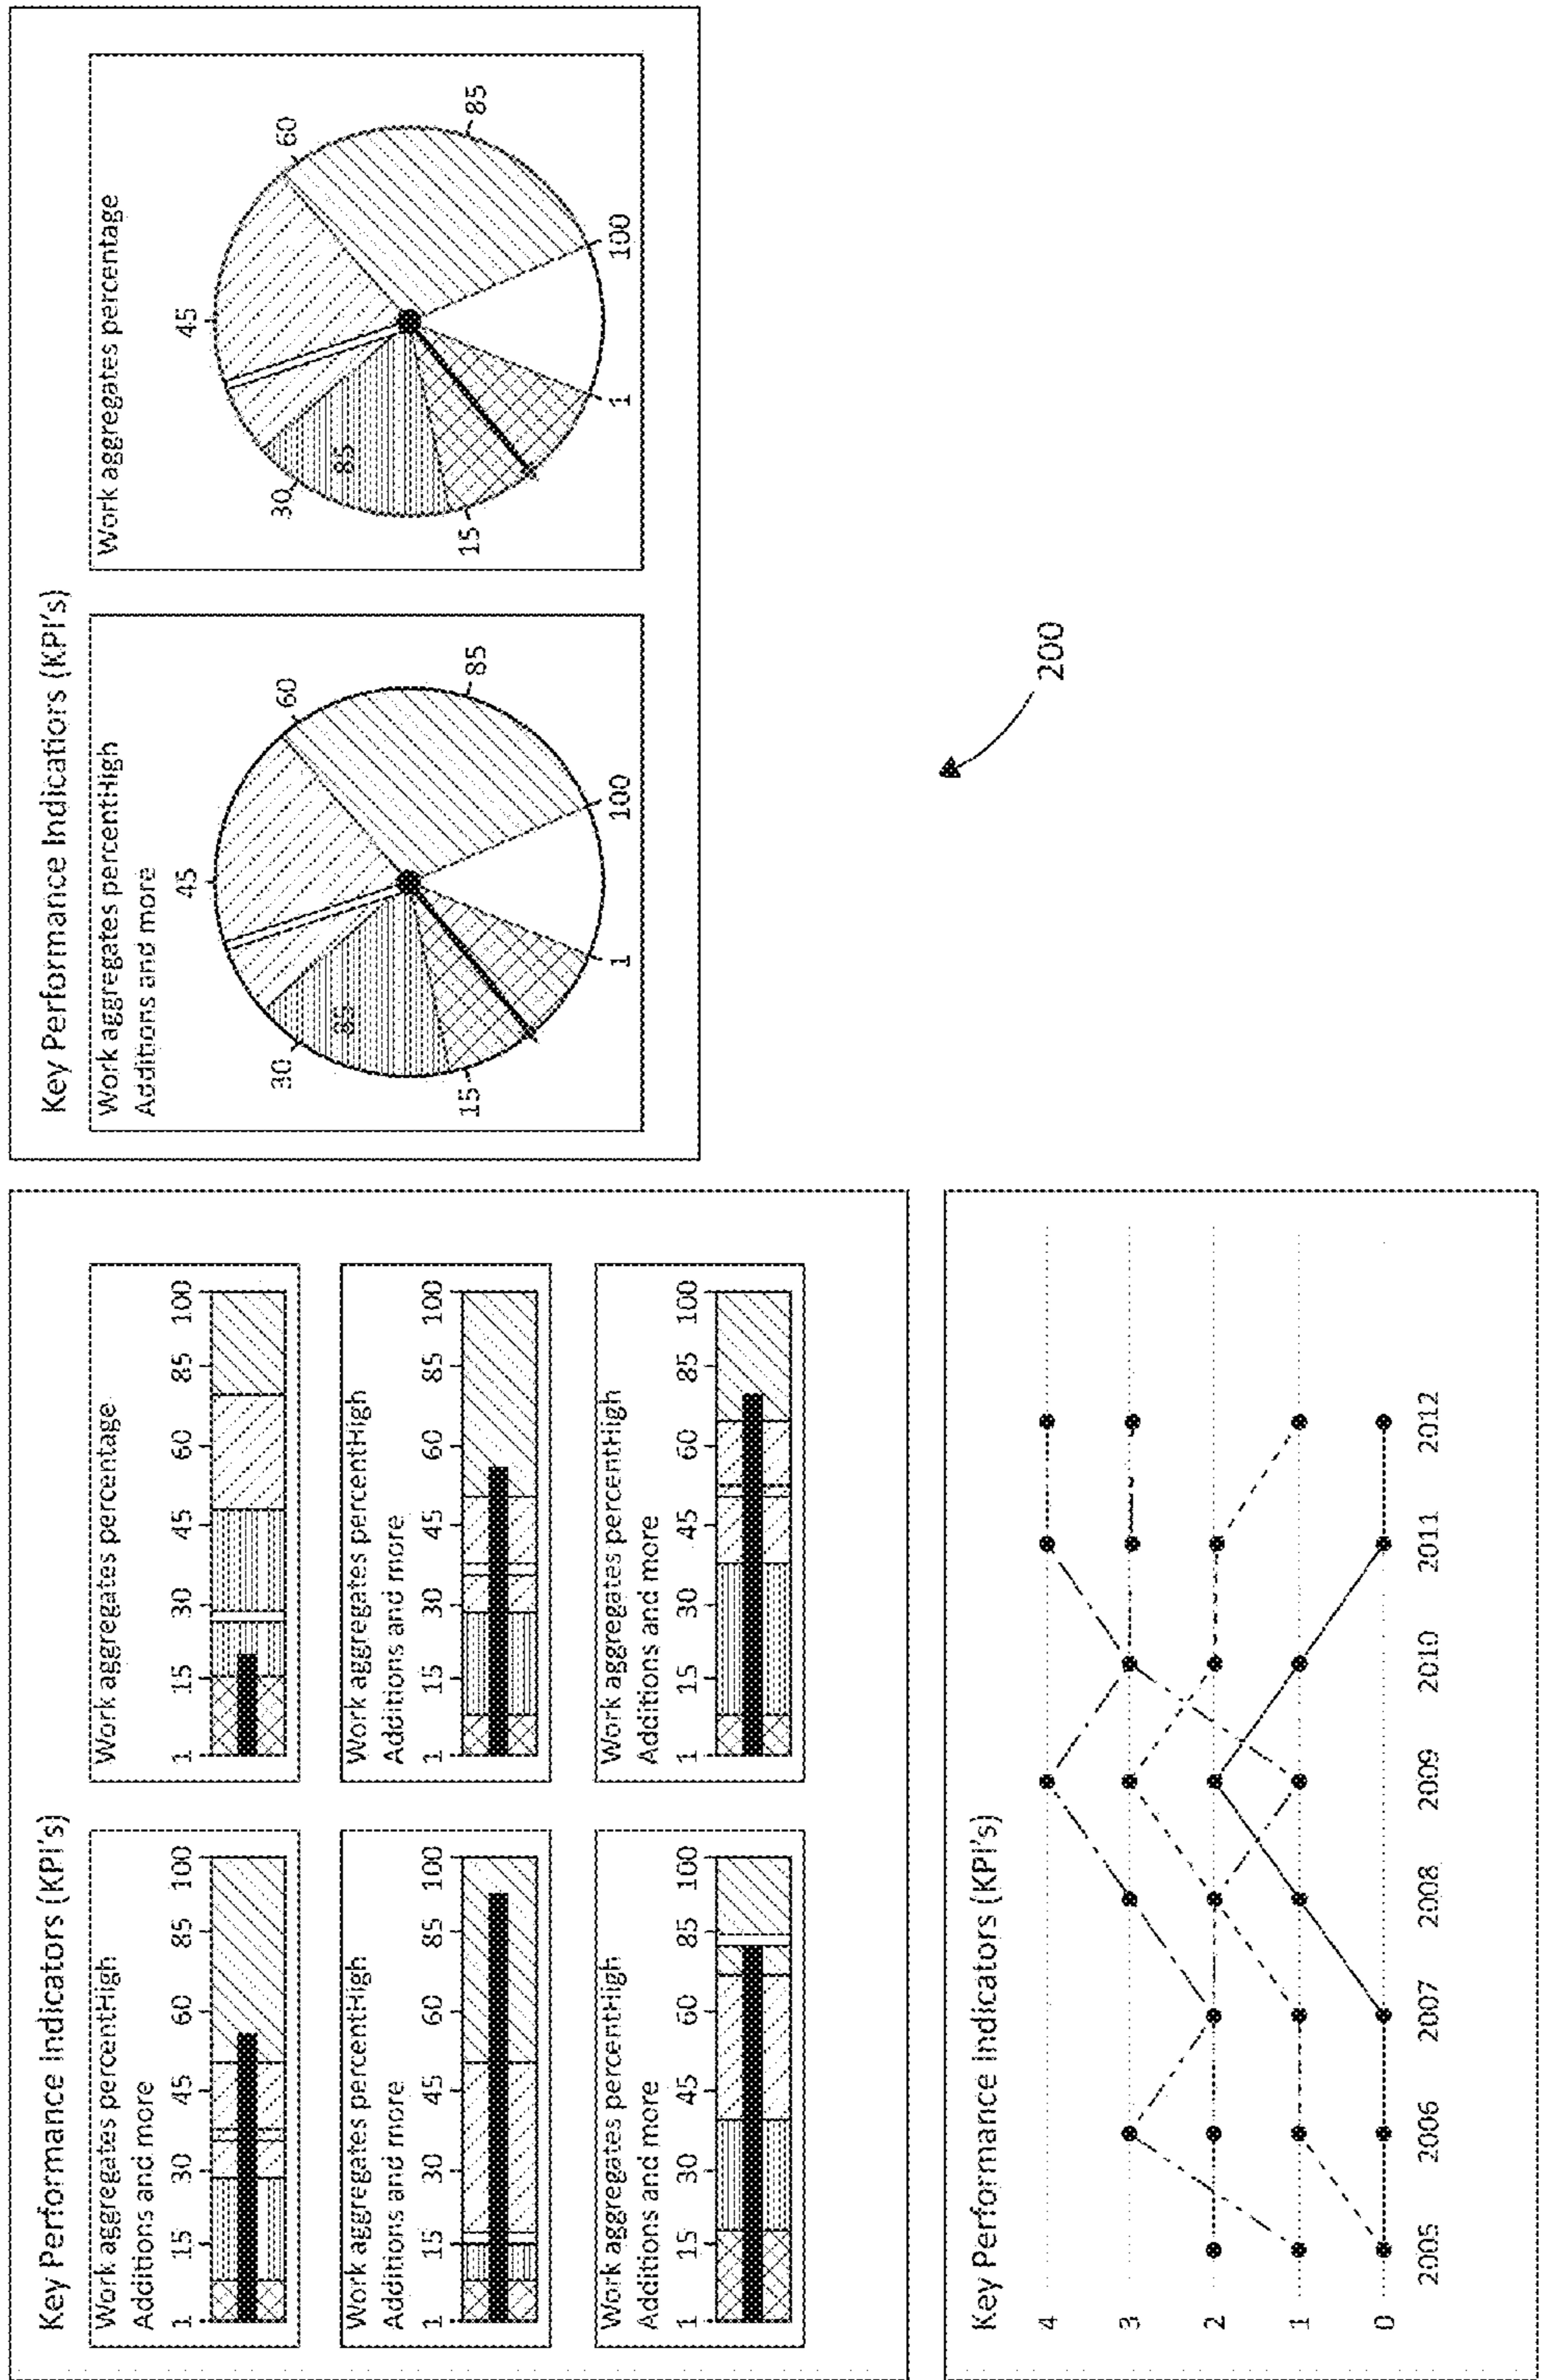 Key Performance Indicators (KPI's)
Work aggregates percentHigh
Additions and more
1 15 30 45 60 85 100
Work aggregates percentage
1 15 30 45 60 85 100
Work aggregates percentHigh
Additions and more
1 15 30 45 60 85 100
Work aggregates percentHigh
Additions and more
1 15 30 45 60 85 100
Work aggregates percentHigh
Additions and more
1 15 30 45 60 85 100
Work aggregates percentHigh
Additions and more
1 15 30 45 60 85 100
Key Performance Indicatiors (KPI's)
Work aggregates percentHigh
Additions and more
45
30
60
85
85
15
1
100
Work aggregates percentage
45
30
60
85
85
15
1
100
Key Performance Indicators (KPI's)
4
3
2
1
0
2005 2006 2007 2008 2009 2010 2011 2012
200